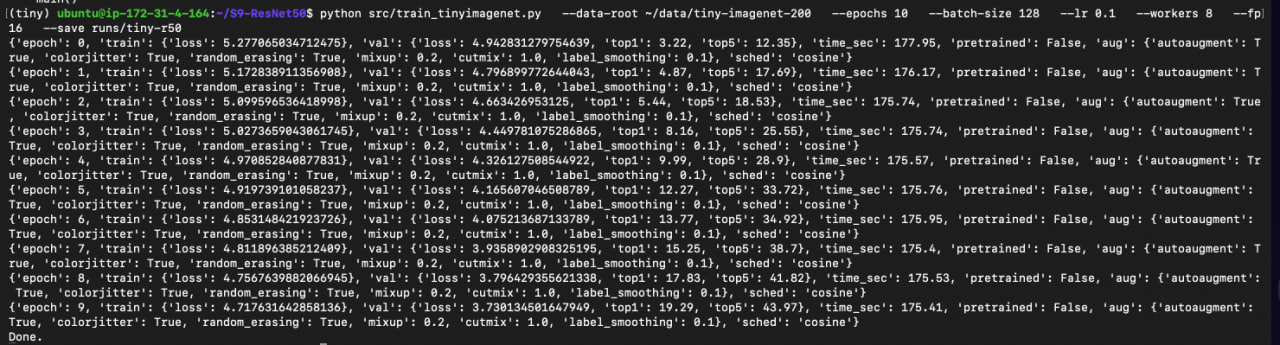 main()
(tiny) ubuntu@ip-172-31-4-164:~/S9-ResNet50$ python src/train_tinyimagenet.py   --data-root ~/data/tiny-imagenet-200   --epochs 10   --batch-size 128   --lr 0.1   --workers 8   --fp
16   --save runs/tiny-r50
{'epoch': 0, 'train': {'loss': 5.277065034712475}, 'val': {'loss': 4.942831279754639, 'top1': 3.22, 'top5': 12.35}, 'time_sec': 177.95, 'pretrained': False, 'aug': {'autoaugment': T
rue, 'colorjitter': True, 'random_erasing': True, 'mixup': 0.2, 'cutmix': 1.0, 'label_smoothing': 0.1}, 'sched': 'cosine'}
{'epoch': 1, 'train': {'loss': 5.172838911356908}, 'val': {'loss': 4.796899772644043, 'top1': 4.87, 'top5': 17.69}, 'time_sec': 176.17, 'pretrained': False, 'aug': {'autoaugment': T
rue, 'colorjitter': True, 'random_erasing': True, 'mixup': 0.2, 'cutmix': 1.0, 'label_smoothing': 0.1}, 'sched': 'cosine'}
{'epoch': 2, 'train': {'loss': 5.099596536418998}, 'val': {'loss': 4.663426953125, 'top1': 5.44, 'top5': 18.53}, 'time_sec': 175.74, 'pretrained': False, 'aug': {'autoaugment': True
, 'colorjitter': True, 'random_erasing': True, 'mixup': 0.2, 'cutmix': 1.0, 'label_smoothing': 0.1}, 'sched': 'cosine'}
{'epoch': 3, 'train': {'loss': 5.0273659043061745}, 'val': {'loss': 4.449781075286865, 'top1': 8.16, 'top5': 25.55}, 'time_sec': 175.74, 'pretrained': False, 'aug': {'autoaugment': 
True, 'colorjitter': True, 'random_erasing': True, 'mixup': 0.2, 'cutmix': 1.0, 'label_smoothing': 0.1}, 'sched': 'cosine'}
{'epoch': 4, 'train': {'loss': 4.970852840877831}, 'val': {'loss': 4.326127508544922, 'top1': 9.99, 'top5': 28.9}, 'time_sec': 175.57, 'pretrained': False, 'aug': {'autoaugment': Tr
ue, 'colorjitter': True, 'random_erasing': True, 'mixup': 0.2, 'cutmix': 1.0, 'label_smoothing': 0.1}, 'sched': 'cosine'}
{'epoch': 5, 'train': {'loss': 4.919739101058237}, 'val': {'loss': 4.165607046508789, 'top1': 12.27, 'top5': 33.72}, 'time_sec': 175.76, 'pretrained': False, 'aug': {'autoaugment': 
True, 'colorjitter': True, 'random_erasing': True, 'mixup': 0.2, 'cutmix': 1.0, 'label_smoothing': 0.1}, 'sched': 'cosine'}
{'epoch': 6, 'train': {'loss': 4.853148421923726}, 'val': {'loss': 4.075213687133789, 'top1': 13.77, 'top5': 34.92}, 'time_sec': 175.95, 'pretrained': False, 'aug': {'autoaugment': 
True, 'colorjitter': True, 'random_erasing': True, 'mixup': 0.2, 'cutmix': 1.0, 'label_smoothing': 0.1}, 'sched': 'cosine'}
{'epoch': 7, 'train': {'loss': 4.811896385212409}, 'val': {'loss': 3.9358902908325195, 'top1': 15.25, 'top5': 38.7}, 'time_sec': 175.4, 'pretrained': False, 'aug': {'autoaugment': T
rue, 'colorjitter': True, 'random_erasing': True, 'mixup': 0.2, 'cutmix': 1.0, 'label_smoothing': 0.1}, 'sched': 'cosine'}
{'epoch': 8, 'train': {'loss': 4.7567639882066945}, 'val': {'loss': 3.796429355621338, 'top1': 17.83, 'top5': 41.82}, 'time_sec': 175.53, 'pretrained': False, 'aug': {'autoaugment':
 True, 'colorjitter': True, 'random_erasing': True, 'mixup': 0.2, 'cutmix': 1.0, 'label_smoothing': 0.1}, 'sched': 'cosine'}
{'epoch': 9, 'train': {'loss': 4.717631642858136}, 'val': {'loss': 3.730134501647949, 'top1': 19.29, 'top5': 43.97}, 'time_sec': 175.41, 'pretrained': False, 'aug': {'autoaugment': 
True, 'colorjitter': True, 'random_erasing': True, 'mixup': 0.2, 'cutmix': 1.0, 'label_smoothing': 0.1}, 'sched': 'cosine'}
Done.